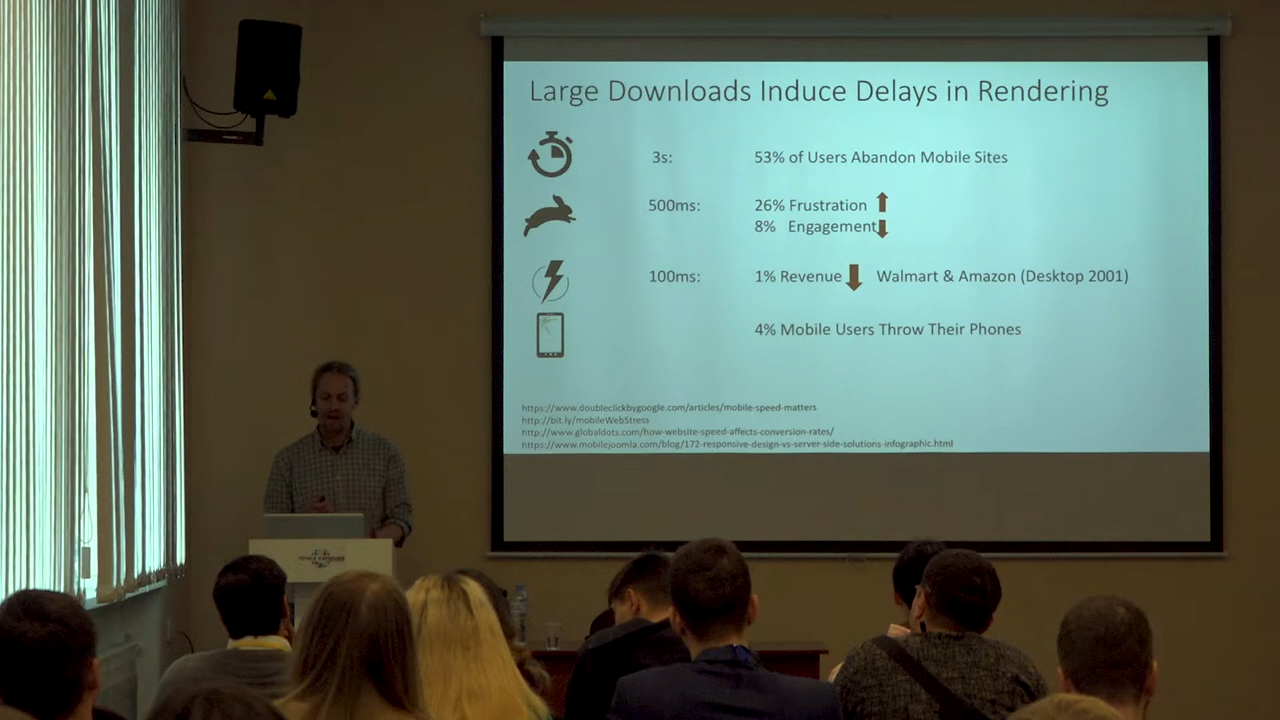 Large Downloads Induce Delays in Rendering
3s: 53% of Users Abandon Mobile Sites
500ms: 26% Frustration
8% Engagement
100ms: 1% Revenue Walmart & Amazon (Desktop 2001)
4% Mobile Users Throw Their Phones
https://www.doubleclickbygoogle.com/articles/mobile-speed-matters
http://bit.ly/mobileWebStress
http://www.globaldots.com/how-website-speed-affects-conversion-rates/
https://www.mobilejoomla.com/blog/172-responsive-design-vs-server-side-solutions-infographic.html